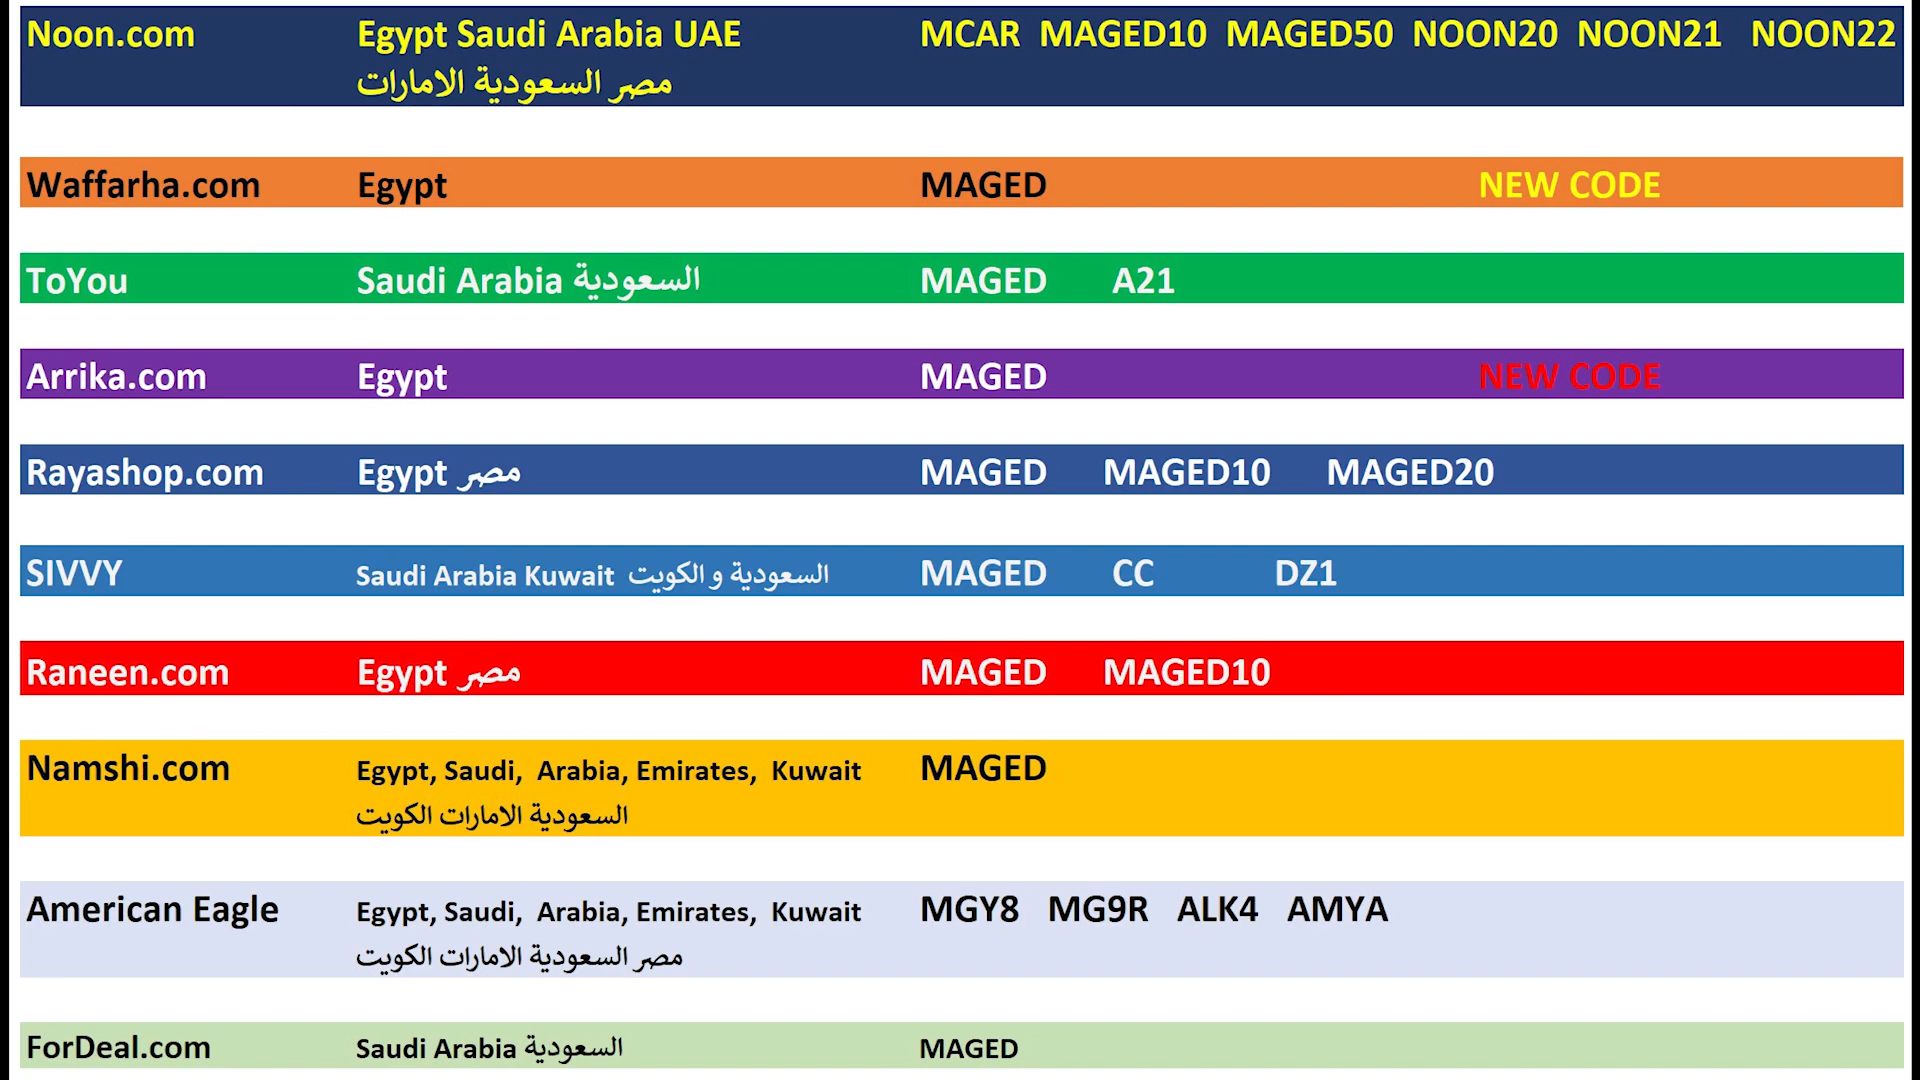 Noon.com Egypt Saudi Arabia UAE MCAR MAGED10 MAGED50 NOON20 NOON21 NOON22
مصر السعودية الامارات
Waffarha.com Egypt MAGED NEW CODE
ToYou Saudi Arabia السعودية MAGED A21
Arrika.com Egypt MAGED NEW CODE
Rayashop.com Egypt مصر MAGED MAGED10 MAGED20
SIVVY Saudi Arabia Kuwait السعودية و الكويت MAGED CC DZ1
Raneen.com Egypt مصر MAGED MAGED10
Namshi.com Egypt, Saudi, Arabia, Emirates, Kuwait MAGED
السعودية الامارات الكويت
American Eagle Egypt, Saudi, Arabia, Emirates, Kuwait MGY8 MG9R ALK4 AMYA
مصر السعودية الامارات الكويت
ForDeal.com Saudi Arabia السعودية MAGED